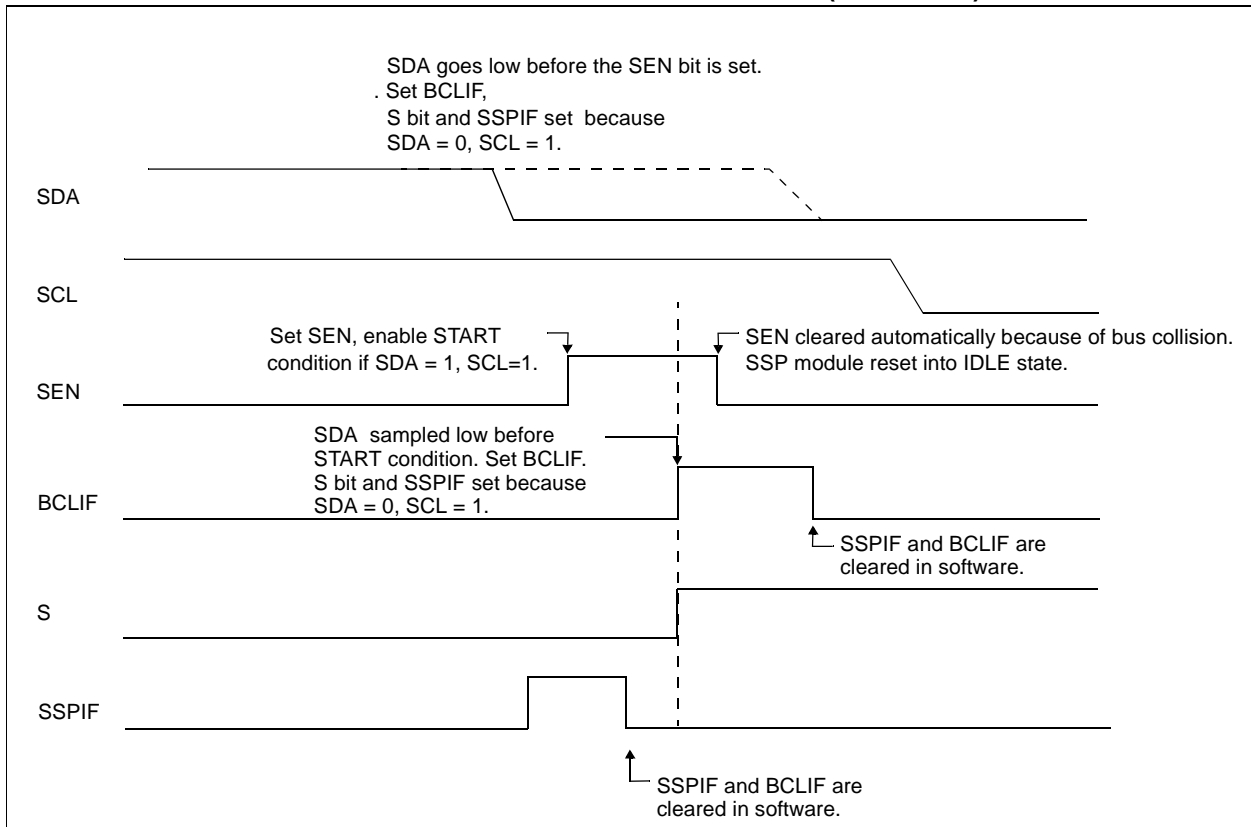 SDA goes low before the SEN bit is set.
. Set BCLIF,
S bit and SSPIF set because
SDA = 0, SCL = 1.
SDA
SCL
Set SEN, enable START
condition if SDA = 1, SCL=1.
SEN cleared automatically because of bus collision.
SSP module reset into IDLE state.
SEN
SDA sampled low before
START condition. Set BCLIF.
S bit and SSPIF set because
SDA = 0, SCL = 1.
BCLIF
SSPIF and BCLIF are
cleared in software.
S
SSPIF
SSPIF and BCLIF are
cleared in software.